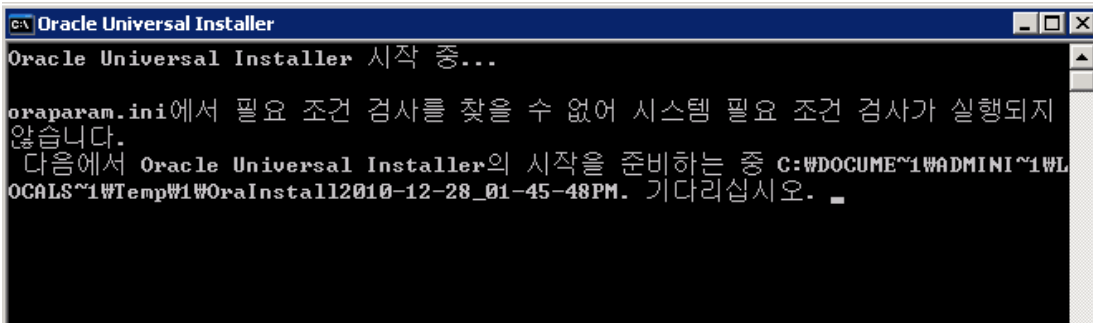 Oracle Universal Installer
Oracle Universal Installer 시작 중...
oraparam.ini에서 필요 조건 검사를 찾을 수 없어 시스템 필요 조건 검사가 실행되지
않습니다.
다음에서 Oracle Universal Installer의 시작을 준비하는 중 C:₩DOCUME~1₩ADMINI~1₩L
OCALS~1₩Temp₩1₩OraInstall2010-12-28_01-45-48PM. 기다리십시오. _